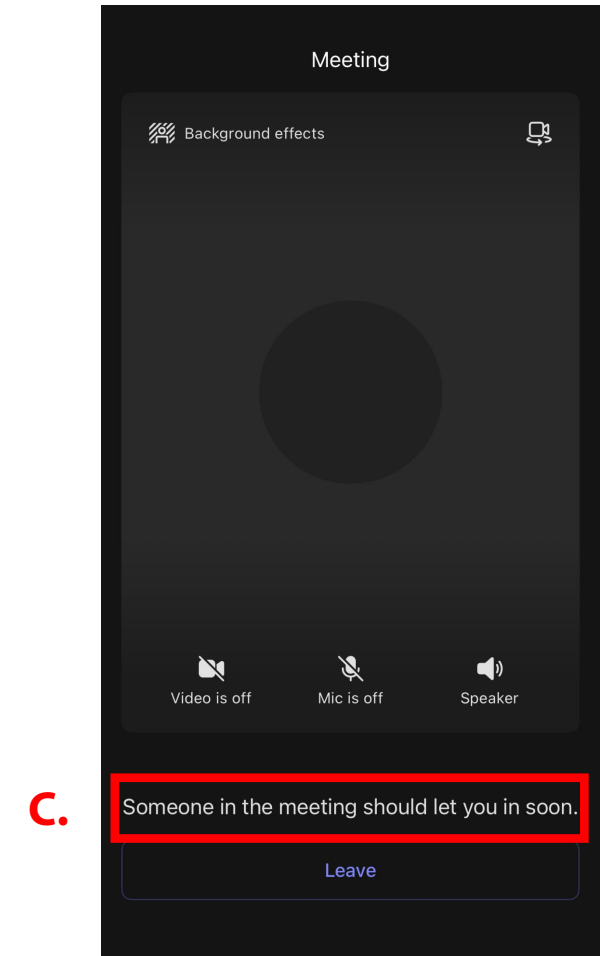 Meeting
Background effects
Video is off Mic is off Speaker
C. Someone in the meeting should let you in soon.
Leave